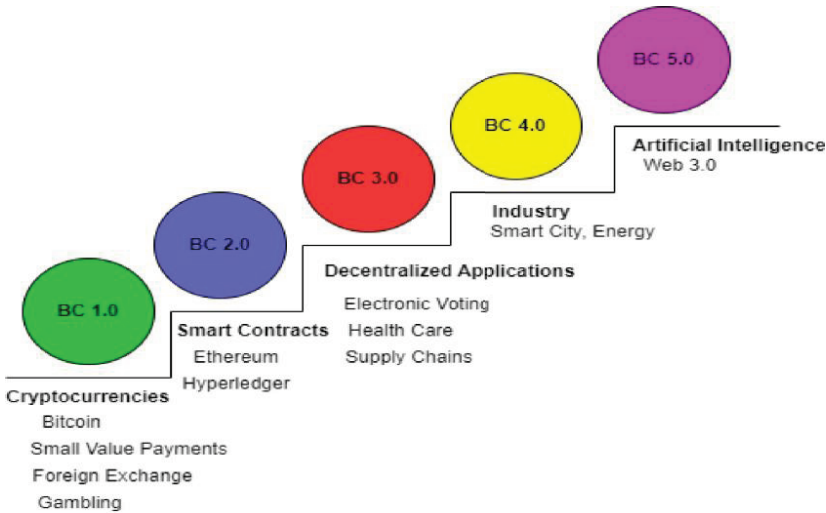 BC 5.0
BC 4.0
BC 3.0
BC 2.0
BC 1.0
Artificial Intelligence
Web 3.0
Industry
Smart City, Energy
Decentralized Applications
Electronic Voting
Health Care
Supply Chains
Smart Contracts
Ethereum
Hyperledger
Cryptocurrencies
Bitcoin
Small Value Payments
Foreign Exchange
Gambling